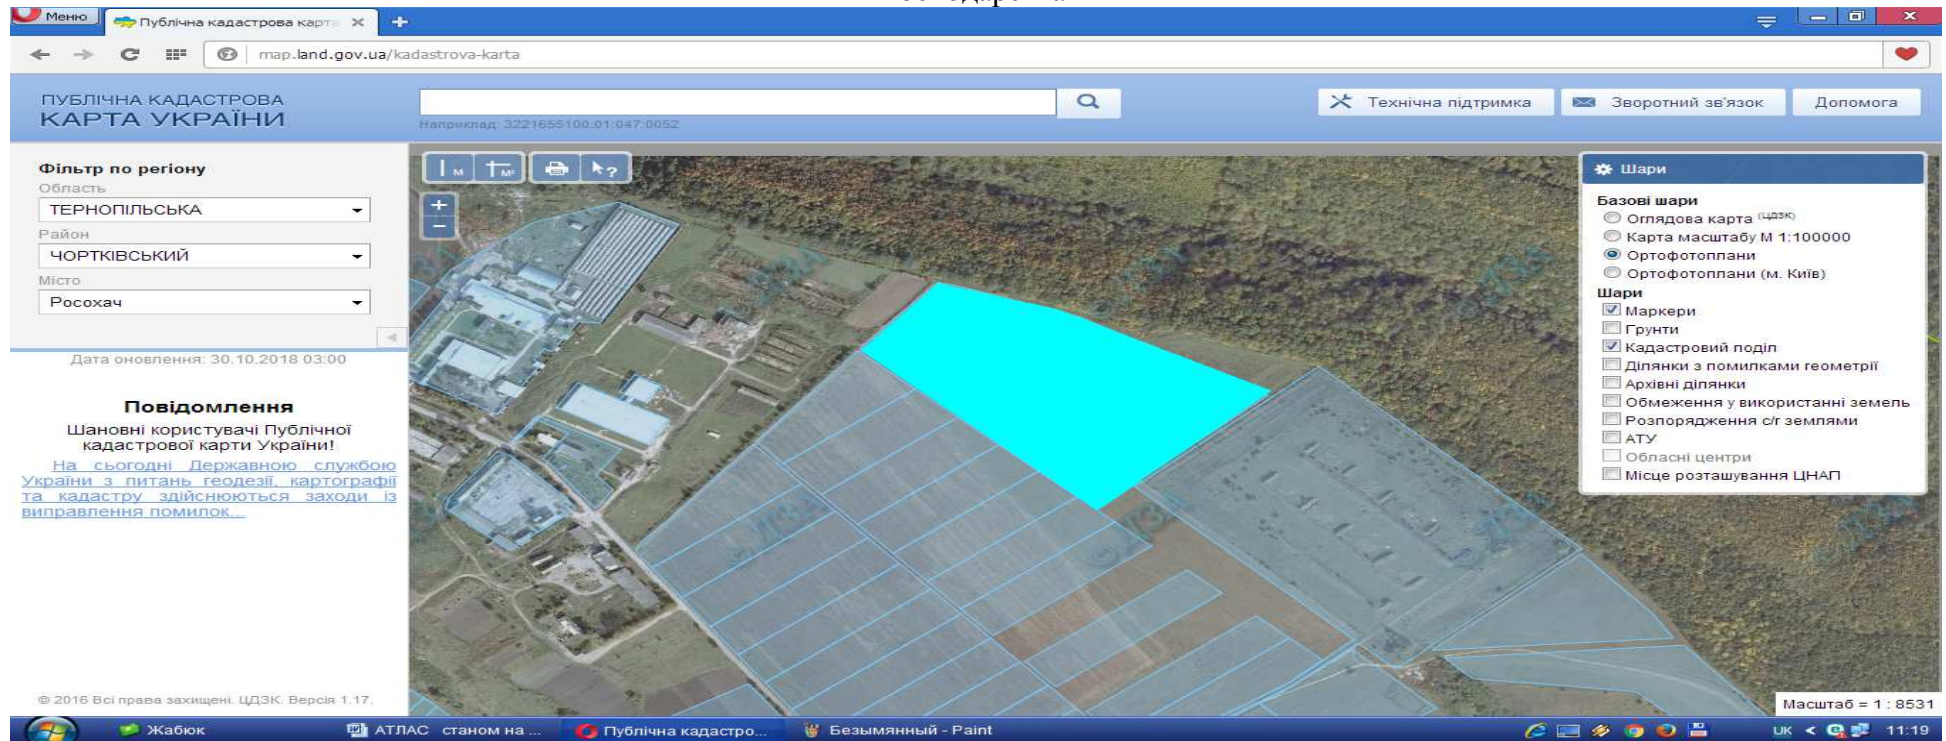 Меню
Публічна кадастрова карта
map.land.gov.ua/kadastrova-karta
ПУБЛІЧНА КАДАСТРОВА
КАРТА УКРАЇНИ
Наприклад: 3221655100:01:047:0052
Технічна підтримка
Зворотний зв'язок
Допомога
Фільтр по регіону
Область
ТЕРНОПІЛЬСЬКА
Район
ЧОРТКІВСЬКИЙ
Місто
Росохач
Дата оновлення: 30.10.2018 03:00
Повідомлення
Шановні користувачі Публічної
кадастрової карти України!
На сьогодні Державною службою
України з питань геодезії, картографії
та кадастру здійснюються заходи із
виправлення помилок...
© 2016 Всі права захищені. ЦДЗК. Версія 1.17.
м
м²
+
−
Шари
Базові шари
Оглядова карта (ЦДЗК)
Карта масштабу М 1:100000
Ортофотоплани
Ортофотоплани (м. Київ)
Шари
Маркери
Грунти
Кадастровий поділ
Ділянки з помилками геометрії
Архівні ділянки
Обмеження у використанні земель
Розпорядження с/г землями
АТУ
Обласні центри
Місце розташування ЦНАП
Масштаб = 1 : 8531
Жабюк
АТЛАС станом на ...
Публічна кадастро...
Безымянный - Paint
UK
11:19